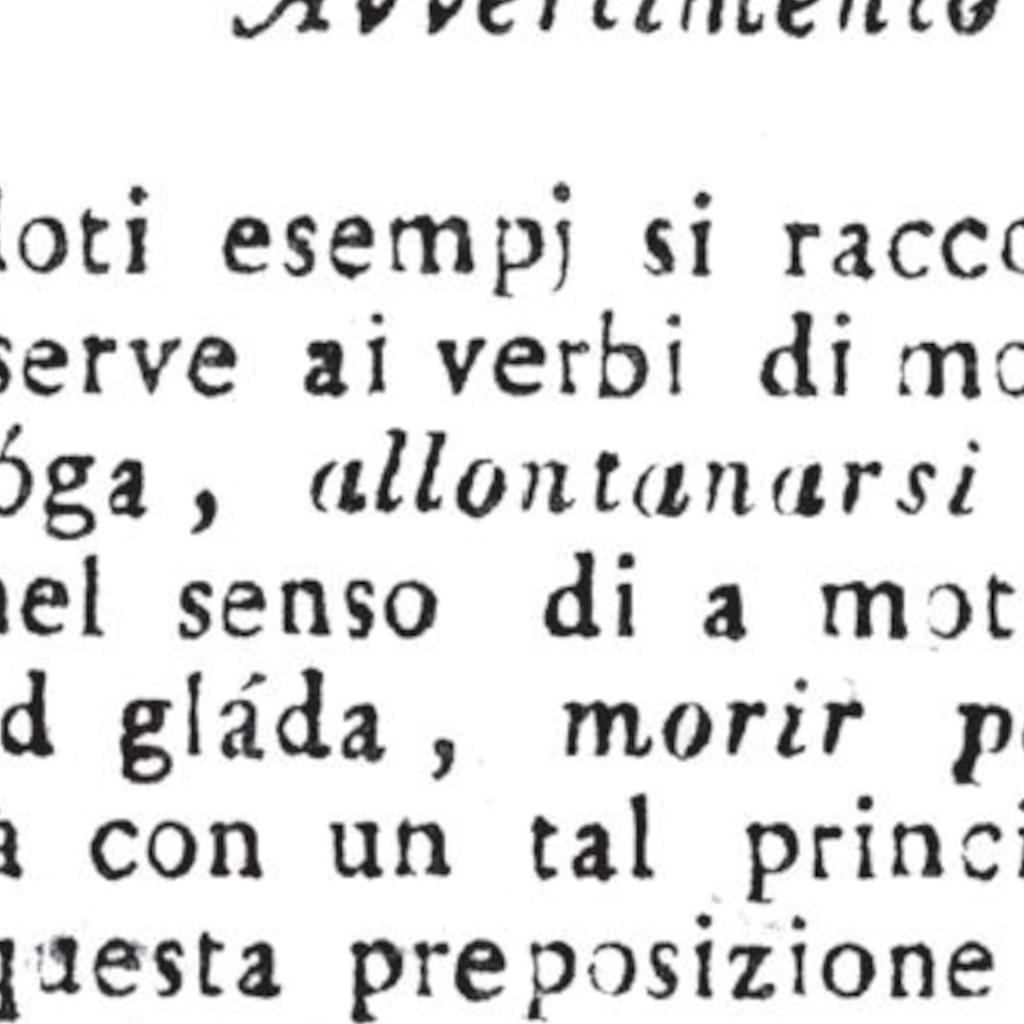 Avvertimento
loti esempj si racco
serve ai verbi di mo
óga , allontanarsi
nel senso di a mot
d gláda , morir p
a con un tal princi
questa preposizione